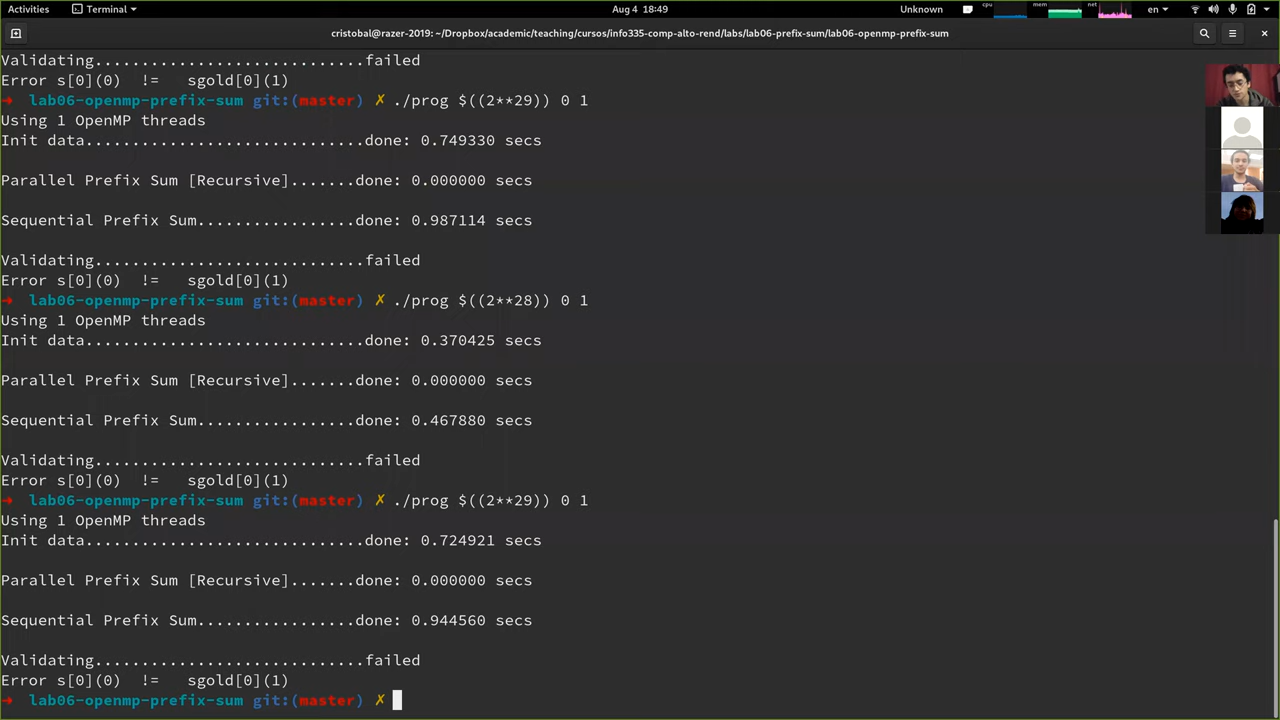 Activities Terminal Aug 4 18:49 Unknown cpu mem net en
cristobal@razer-2019: ~/Dropbox/academic/teaching/cursos/info335-comp-alto-rend/labs/lab06-prefix-sum/lab06-openmp-prefix-sum
Validating.............................failed
Error s[0](0) != sgold[0](1)
→ lab06-openmp-prefix-sum git:(master) ✗ ./prog $((2**29)) 0 1
Using 1 OpenMP threads
Init data..............................done: 0.749330 secs
Parallel Prefix Sum [Recursive].......done: 0.000000 secs
Sequential Prefix Sum.................done: 0.987114 secs
Validating.............................failed
Error s[0](0) != sgold[0](1)
→ lab06-openmp-prefix-sum git:(master) ✗ ./prog $((2**28)) 0 1
Using 1 OpenMP threads
Init data..............................done: 0.370425 secs
Parallel Prefix Sum [Recursive].......done: 0.000000 secs
Sequential Prefix Sum.................done: 0.467880 secs
Validating.............................failed
Error s[0](0) != sgold[0](1)
→ lab06-openmp-prefix-sum git:(master) ✗ ./prog $((2**29)) 0 1
Using 1 OpenMP threads
Init data..............................done: 0.724921 secs
Parallel Prefix Sum [Recursive].......done: 0.000000 secs
Sequential Prefix Sum.................done: 0.944560 secs
Validating.............................failed
Error s[0](0) != sgold[0](1)
→ lab06-openmp-prefix-sum git:(master) ✗